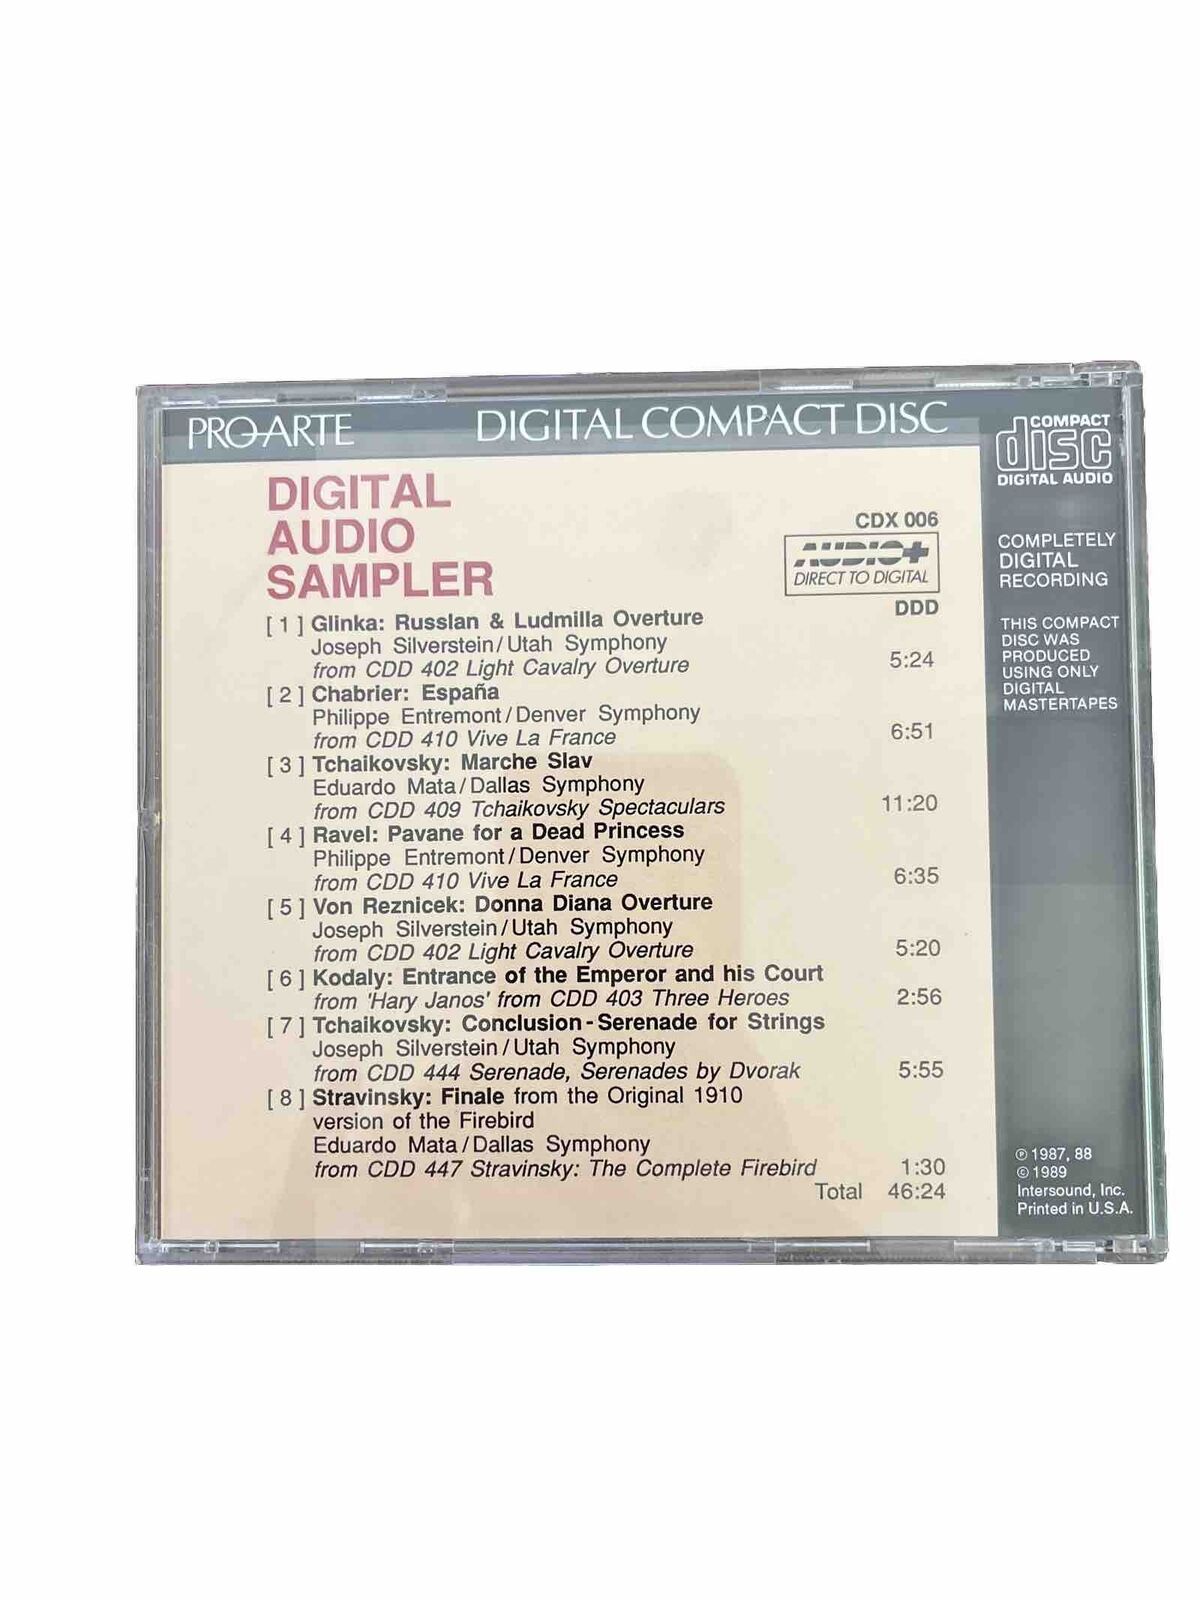 PRO-ARTE DIGITAL COMPACT DISC
COMPACT
disc
DIGITAL AUDIO
DIGITAL
AUDIO
SAMPLER
CDX 006
AUDIO+
DIRECT TO DIGITAL
DDD
[ 1 ] Glinka: Russlan & Ludmilla Overture
Joseph Silverstein/Utah Symphony
from CDD 402 Light Cavalry Overture 5:24
[ 2 ] Chabrier: España
Philippe Entremont/Denver Symphony
from CDD 410 Vive La France 6:51
[ 3 ] Tchaikovsky: Marche Slav
Eduardo Mata/Dallas Symphony
from CDD 409 Tchaikovsky Spectaculars 11:20
[ 4 ] Ravel: Pavane for a Dead Princess
Philippe Entremont/Denver Symphony
from CDD 410 Vive La France 6:35
[ 5 ] Von Reznicek: Donna Diana Overture
Joseph Silverstein/Utah Symphony
from CDD 402 Light Cavalry Overture 5:20
[ 6 ] Kodaly: Entrance of the Emperor and his Court
from 'Hary Janos' from CDD 403 Three Heroes 2:56
[ 7 ] Tchaikovsky: Conclusion-Serenade for Strings
Joseph Silverstein/Utah Symphony
from CDD 444 Serenade, Serenades by Dvorak 5:55
[ 8 ] Stravinsky: Finale from the Original 1910
version of the Firebird
Eduardo Mata/Dallas Symphony
from CDD 447 Stravinsky: The Complete Firebird 1:30
Total 46:24
COMPLETELY
DIGITAL
RECORDING
THIS COMPACT
DISC WAS
PRODUCED
USING ONLY
DIGITAL
MASTERTAPES
℗ 1987, 88
© 1989
Intersound, Inc.
Printed in U.S.A.